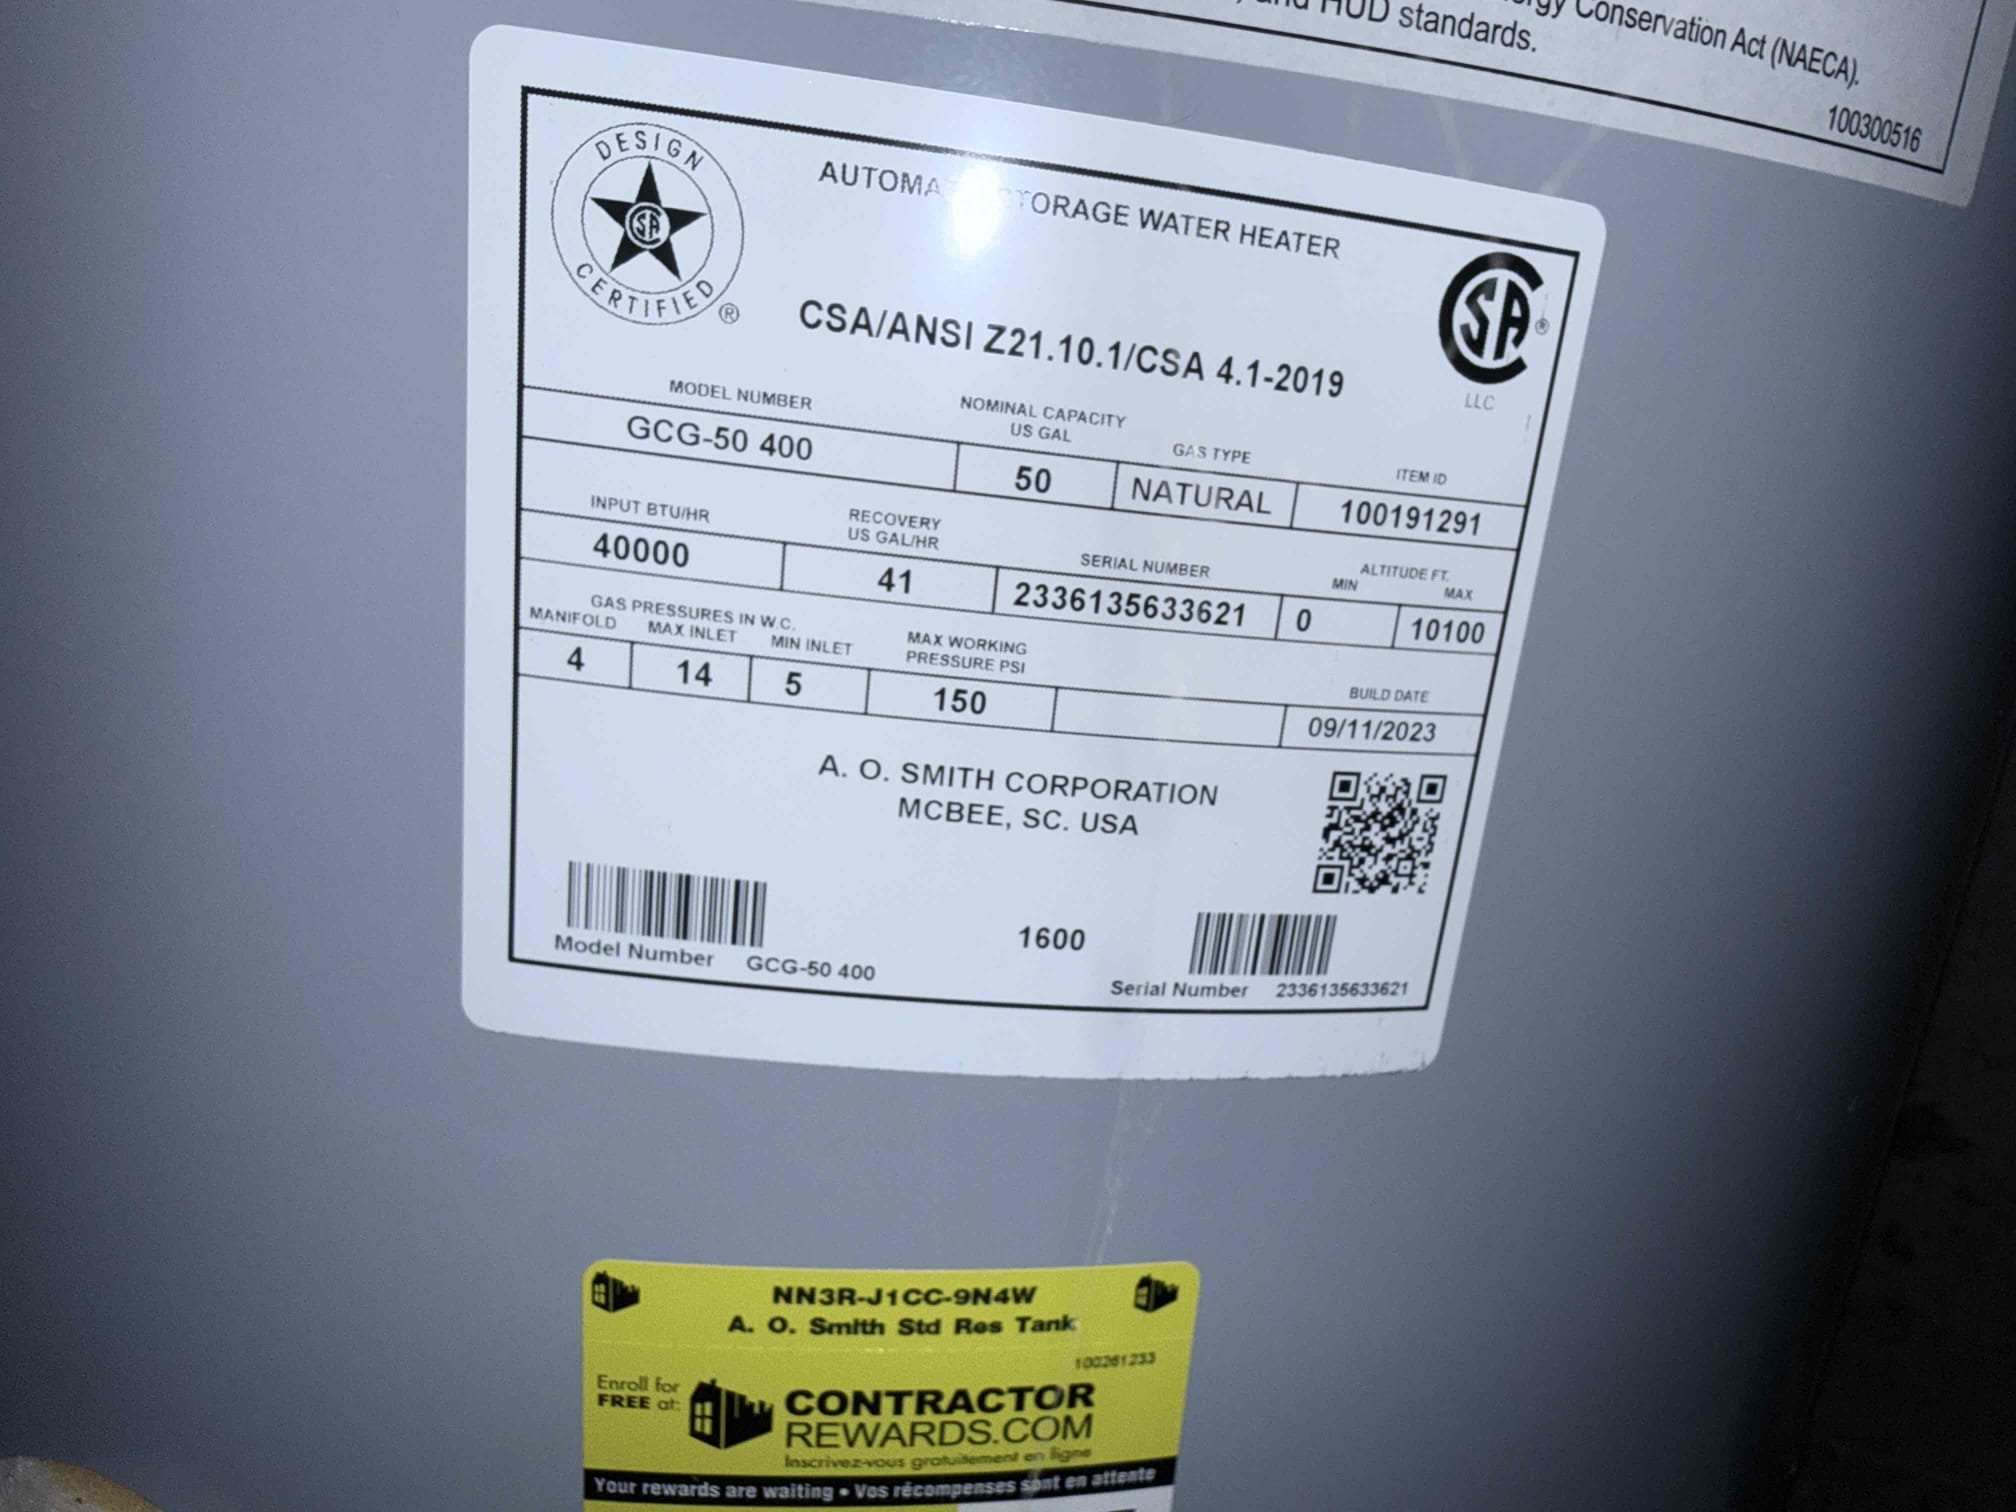 Conservation Act (NAECA).
HUD standards.
100300516
DESIGN
CERTIFIED ®
SA
STORAGE WATER HEATER
CSA/ANSI Z21.10.1/CSA 4.1-2019
SA ®
LLC
MODEL NUMBER
NOMINAL CAPACITY
US GAL
GAS TYPE
ITEM ID
GCG-50 400
50
NATURAL
100191291
INPUT BTU/HR
RECOVERY
US GAL/HR
SERIAL NUMBER
ALTITUDE FT.
MIN
MAX
40000
41
2336135633621
0
10100
GAS PRESSURES IN W.C.
MANIFOLD
MAX INLET
MIN INLET
MAX WORKING
PRESSURE PSI
BUILD DATE
4
14
5
150
09/11/2023
A. O. SMITH CORPORATION
MCBEE, SC. USA
1600
Model Number GCG-50 400
Serial Number 2336135633621
NN3R-J1CC-9N4W
A. O. Smith Std Res Tank
100261233
Enroll for
FREE at:
CONTRACTOR
REWARDS.COM
Inscrivez-vous gratuitement en ligne
Your rewards are waiting • Vos récompenses sont en attente